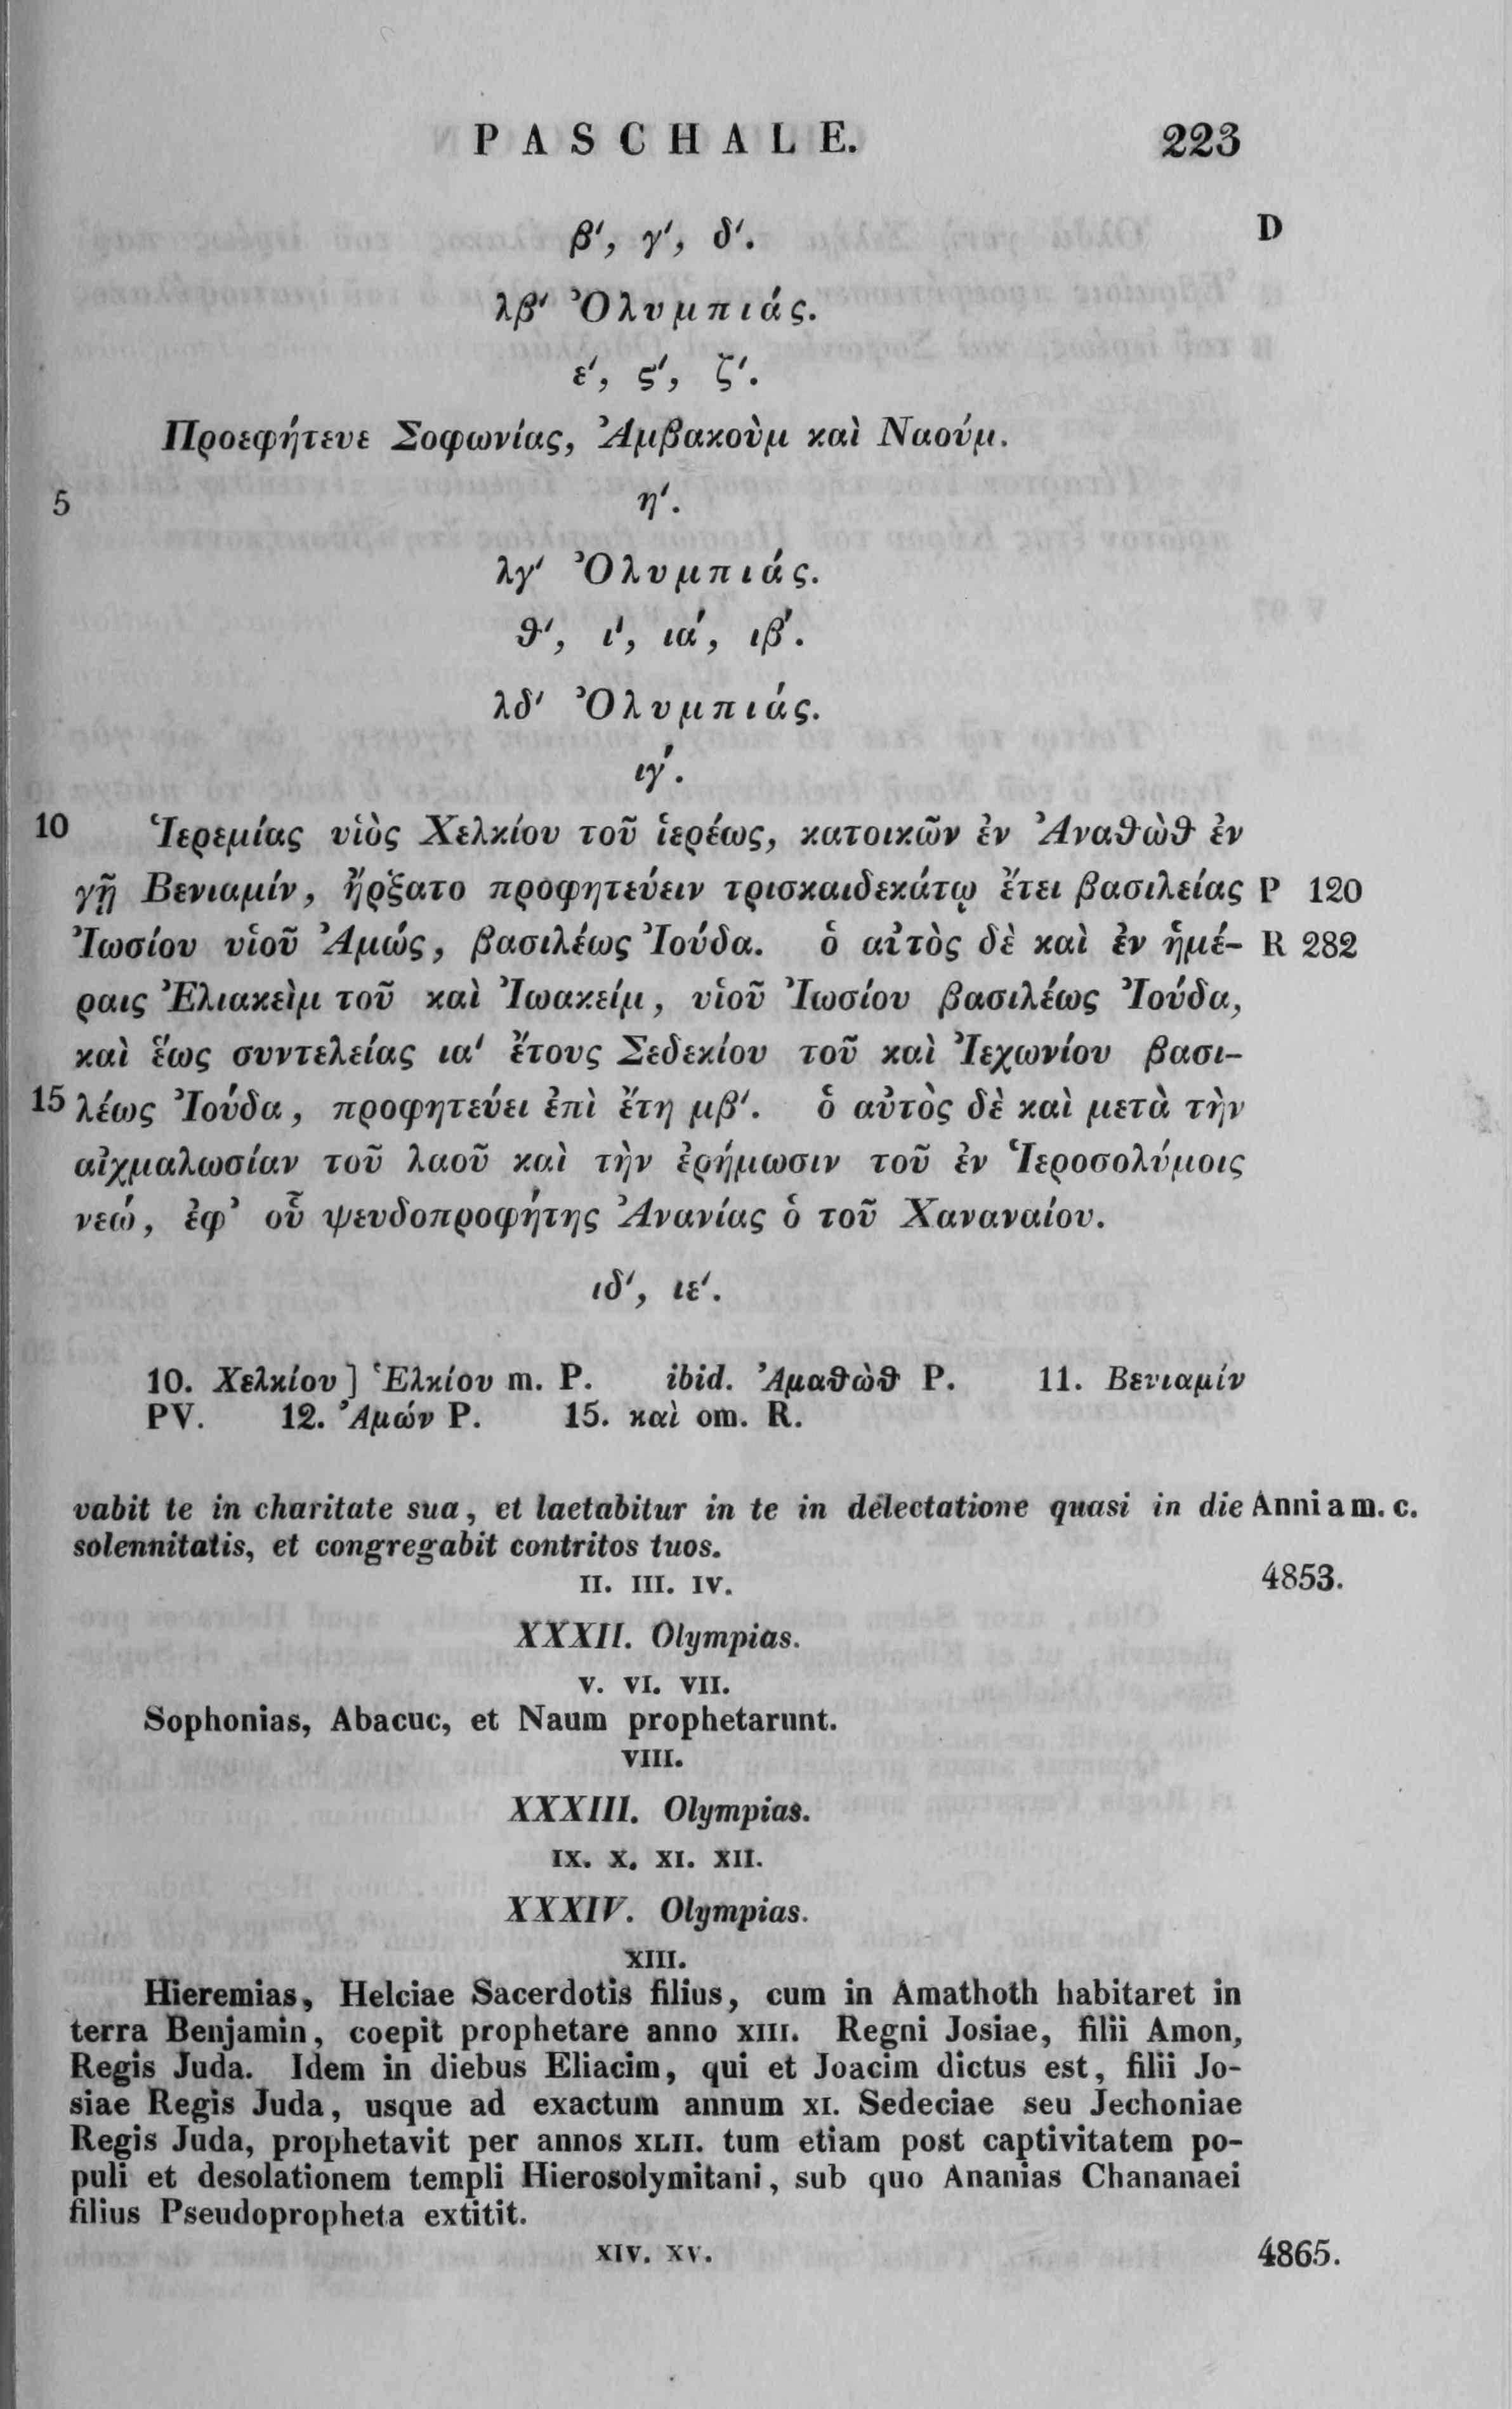 PASCHALE. 223
β', γ', δ'. D
λβ' Ὀλυμπιάς.
ε', ς', ζ'.
Προεφήτευε Σοφωνίας, Ἀμβακοὺμ καὶ Ναούμ.
5 η'.
λγ' Ὀλυμπιάς.
θ', ι', ια', ιβ'.
λδ' Ὀλυμπιάς.
ιγ'.
10 Ἱερεμίας υἱὸς Χελκίου τοῦ ἱερέως, κατοικῶν ἐν Ἀναθὼθ ἐν
γῇ Βενιαμίν, ἤρξατο προφητεύειν τρισκαιδεκάτῳ ἔτει βασιλείας P 120
Ἰωσίου υἱοῦ Ἀμώς, βασιλέως Ἰούδα. ὁ αὐτὸς δὲ καὶ ἐν ἡμέ- R 282
ραις Ἐλιακεὶμ τοῦ καὶ Ἰωακείμ, υἱοῦ Ἰωσίου βασιλέως Ἰούδα,
καὶ ἕως συντελείας ια' ἔτους Σεδεκίου τοῦ καὶ Ἰεχωνίου βασι-
15 λέως Ἰούδα, προφητεύει ἐπὶ ἔτη μβ'. ὁ αὐτὸς δὲ καὶ μετὰ τὴν
αἰχμαλωσίαν τοῦ λαοῦ καὶ τὴν ἐρήμωσιν τοῦ ἐν Ἱεροσολύμοις
νεώ, ἐφ' οὗ ψευδοπροφήτης Ἀνανίας ὁ τοῦ Χαναναίου.
ιδ', ιε'.
10. Χελκίου] Ἑλκίου m. P. ibid. Ἀμαθὼθ P. 11. Βενιαμίν
PV. 12. Ἀμών P. 15. καὶ om. R.
vabit te in charitate sua, et laetabitur in te in delectatione quasi in die Anni a m. c.
solennitatis, et congregabit contritos tuos.
II. III. IV. 4853.
XXXII. Olympias.
V. VI. VII.
Sophonias, Abacuc, et Naum prophetarunt.
VIII.
XXXIII. Olympias.
IX. X. XI. XII.
XXXIV. Olympias.
XIII.
Hieremias, Helciae Sacerdotis filius, cum in Amathoth habitaret in
terra Benjamin, coepit prophetare anno XIII. Regni Josiae, filii Amon,
Regis Juda. Idem in diebus Eliacim, qui et Joacim dictus est, filii Jo-
siae Regis Juda, usque ad exactum annum XI. Sedeciae seu Jechoniae
Regis Juda, prophetavit per annos XLII. tum etiam post captivitatem po-
puli et desolationem templi Hierosolymitani, sub quo Ananias Chananaei
filius Pseudopropheta extitit.
XIV. XV. 4865.